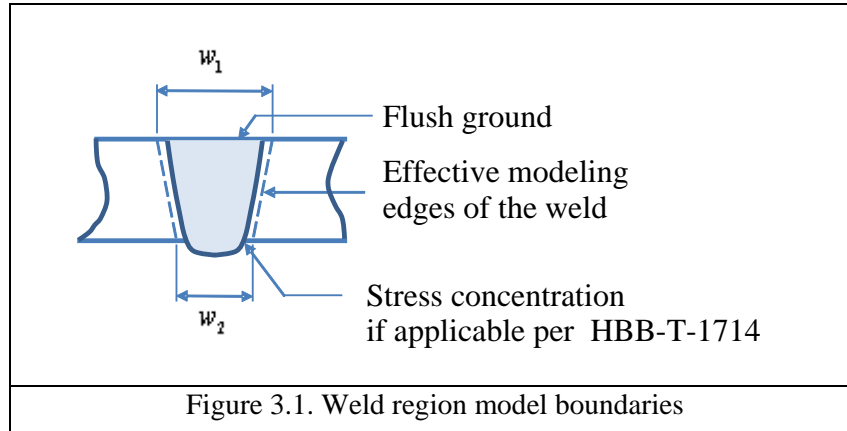 w₁
Flush ground
Effective modeling
edges of the weld
Stress concentration
if applicable per HBB-T-1714
w₂
Figure 3.1. Weld region model boundaries